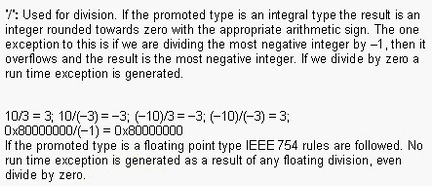 '/': Used for division. If the promoted type is an integral type the result is an
integer rounded towards zero with the appropriate arithmetic sign. The one
exception to this is if we are dividing the most negative integer by –1, then it
overflows and the result is the most negative integer. If we divide by zero a
run time exception is generated.
10/3 = 3; 10/(–3) = –3; (–10)/3 = –3; (–10)/(–3) = 3;
0x80000000/(–1) = 0x80000000
If the promoted type is a floating point type IEEE 754 rules are followed. No
run time exception is generated as a result of any floating division, even
divide by zero.